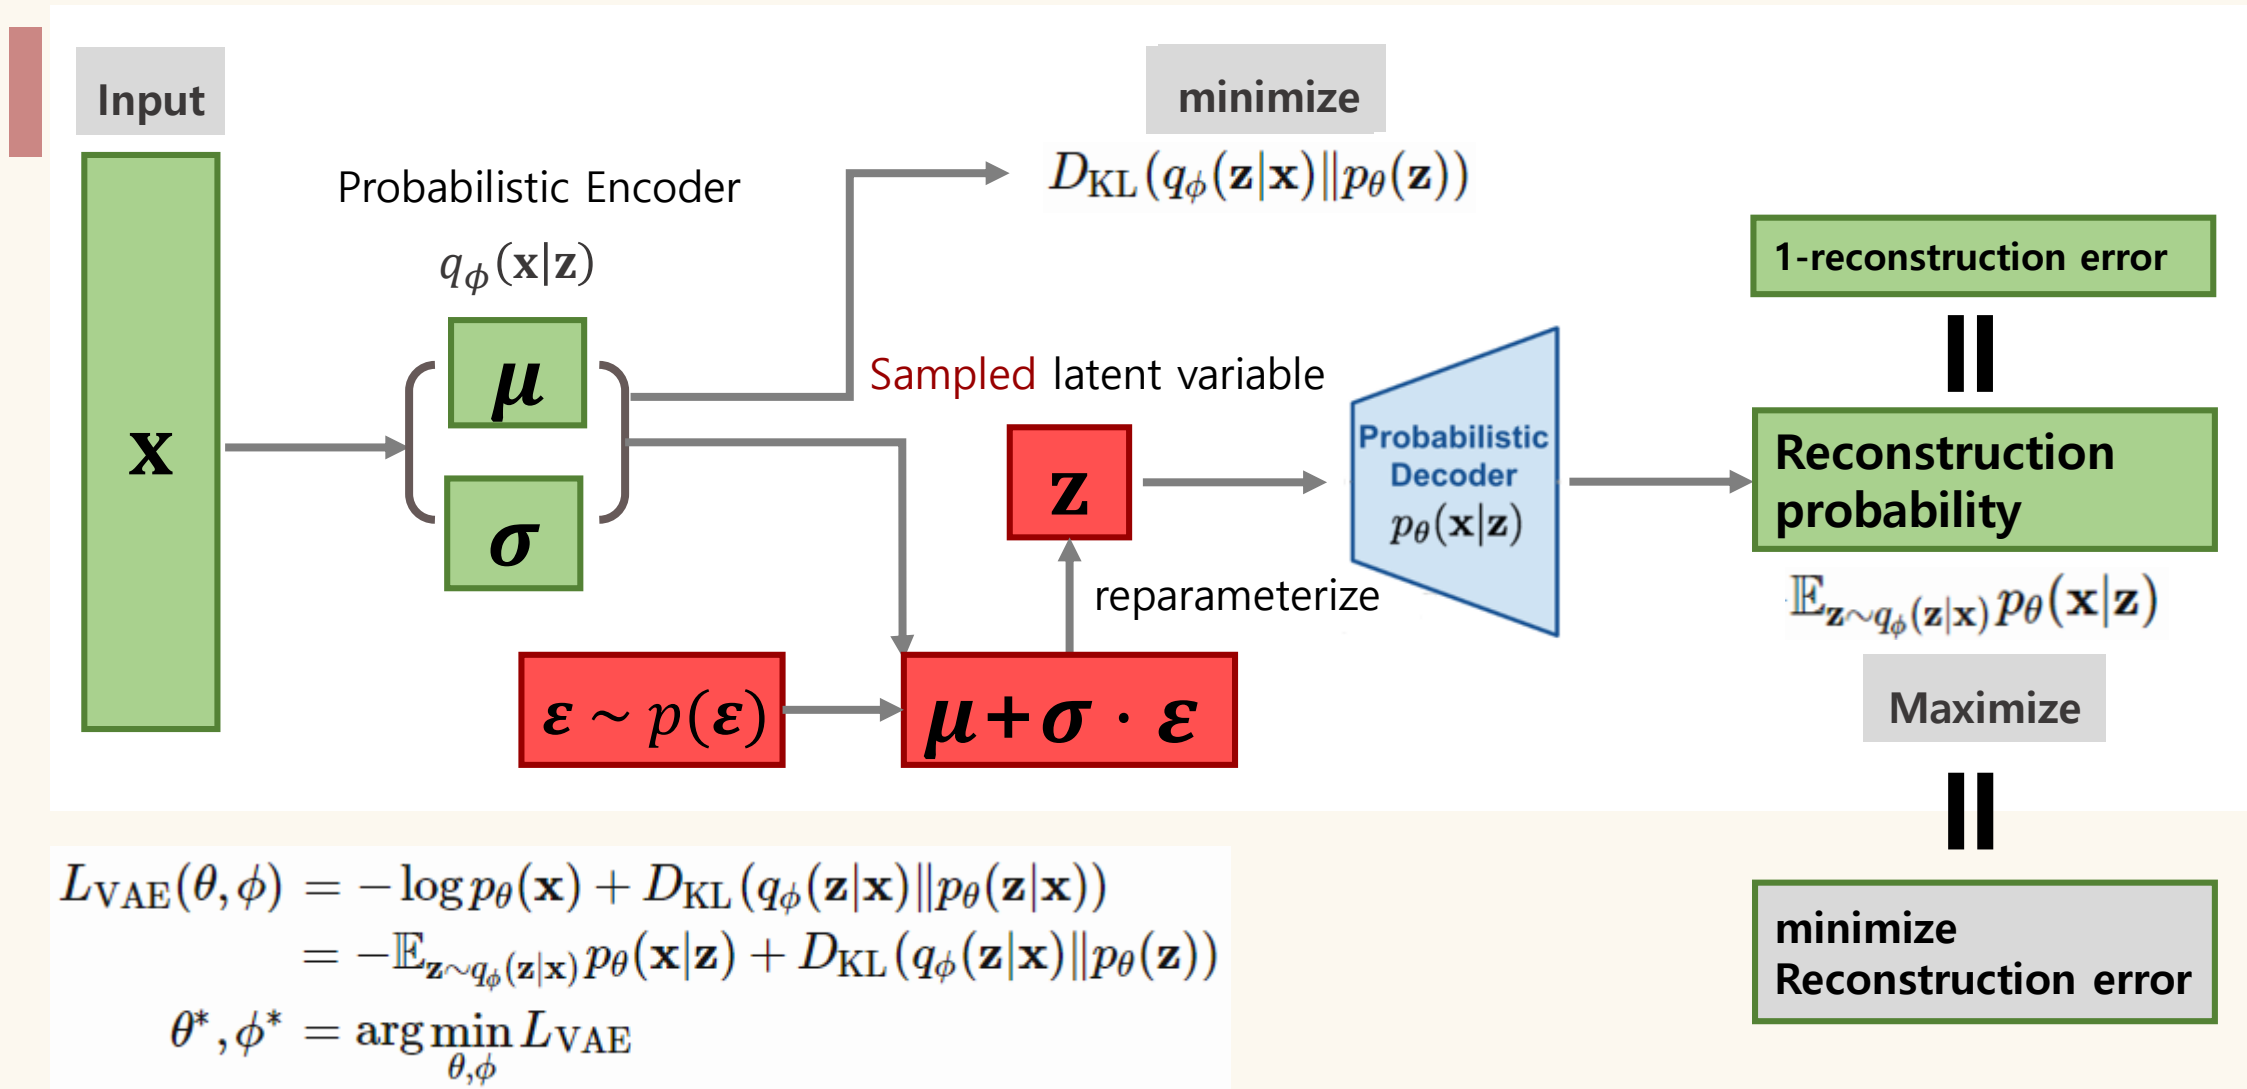 Input
minimize
Probabilistic Encoder
D_KL(q_ϕ(z|x)‖p_θ(z))
q_ϕ(x|z)
1-reconstruction error
μ
Sampled latent variable
x
z
Probabilistic
Decoder
p_θ(x|z)
Reconstruction
probability
σ
reparameterize
𝔼_{z∼q_ϕ(z|x)} p_θ(x|z)
ε ~ p(ε)
μ+σ · ε
Maximize
L_VAE(θ, ϕ) = − log p_θ(x) + D_KL(q_ϕ(z|x)‖p_θ(z|x))
= −𝔼_{z∼q_ϕ(z|x)} p_θ(x|z) + D_KL(q_ϕ(z|x)‖p_θ(z))
θ*, ϕ* = arg min_{θ,ϕ} L_VAE
minimize
Reconstruction error